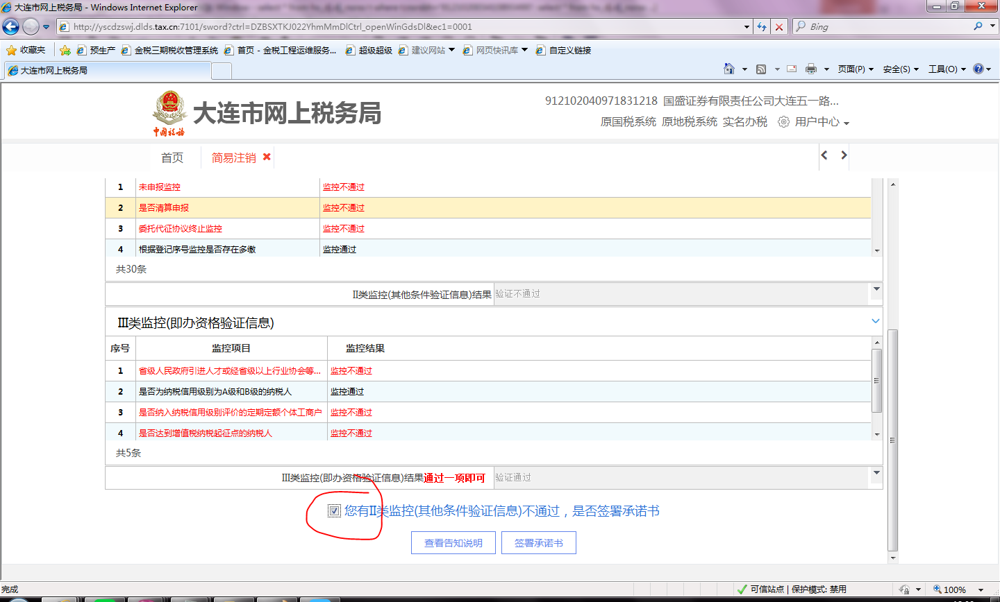 大连市网上税务局 - Windows Internet Explorer
http://yscdzswj.dlds.tax.cn:7101/sword?ctrl=DZBSXTKJ022YhmMmDlCtrl_openWinGdsDl&ec1=0001
Bing
收藏夹 预生产 金税三期税收管理系统 首页 - 金税工程运维服务... 超级超级 建议网站 网页快讯库 自定义链接
大连市网上税务局 页面(P) 安全(S) 工具(O)
中国税务
大连市网上税务局
912102040971831218 国盛证券有限责任公司大连五一路...
原国税系统 原地税系统 实名办税 用户中心
首页 简易注销
1 未申报监控 监控不通过
2 是否清算申报 监控不通过
3 委托代征协议终止监控 监控不通过
4 根据登记序号监控是否存在多缴 监控通过
共30条
II类监控(其他条件验证信息)结果 验证不通过
III类监控(即办资格验证信息)
序号 监控项目 监控结果
1 省级人民政府引进人才或经省级以上行业协会等... 监控不通过
2 是否为纳税信用级别为A级和B级的纳税人 监控通过
3 是否纳入纳税信用级别评价的定期定额个体工商户 监控不通过
4 是否达到增值税纳税起征点的纳税人 监控不通过
共5条
III类监控(即办资格验证信息)结果通过一项即可 验证通过
您有II类监控(其他条件验证信息)不通过，是否签署承诺书
查看告知说明 签署承诺书
完成 可信站点 | 保护模式: 禁用 100%